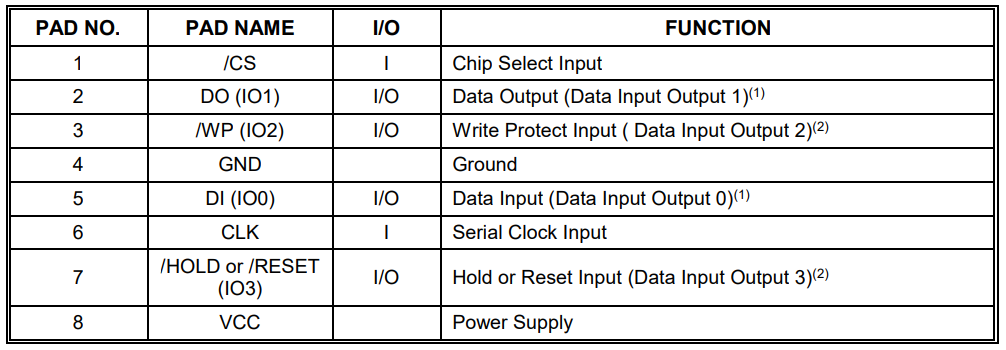 PAD NO. PAD NAME I/O FUNCTION
1 /CS I Chip Select Input
2 DO (IO1) I/O Data Output (Data Input Output 1)(1)
3 /WP (IO2) I/O Write Protect Input ( Data Input Output 2)(2)
4 GND Ground
5 DI (IO0) I/O Data Input (Data Input Output 0)(1)
6 CLK I Serial Clock Input
7 /HOLD or /RESET
(IO3) I/O Hold or Reset Input (Data Input Output 3)(2)
8 VCC Power Supply